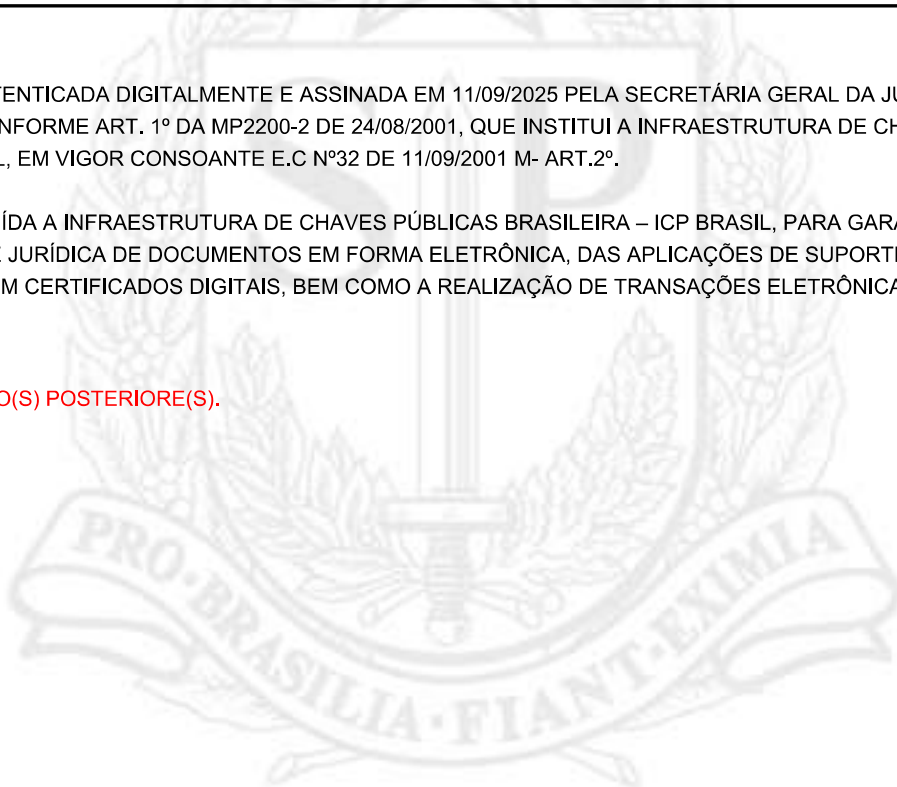 TENTICADA DIGITALMENTE E ASSINADA EM 11/09/2025 PELA SECRETÁRIA GERAL DA JU
NFORME ART. 1º DA MP2200-2 DE 24/08/2001, QUE INSTITUI A INFRAESTRUTURA DE CH
L, EM VIGOR CONSOANTE E.C Nº32 DE 11/09/2001 M- ART.2º.
ÍDA A INFRAESTRUTURA DE CHAVES PÚBLICAS BRASILEIRA – ICP BRASIL, PARA GARA
E JURÍDICA DE DOCUMENTOS EM FORMA ELETRÔNICA, DAS APLICAÇÕES DE SUPORTE
M CERTIFICADOS DIGITAIS, BEM COMO A REALIZAÇÃO DE TRANSAÇÕES ELETRÔNICA
O(S) POSTERIORE(S).
SP
PRO·BRASILIA·FIANT·EXIMIA